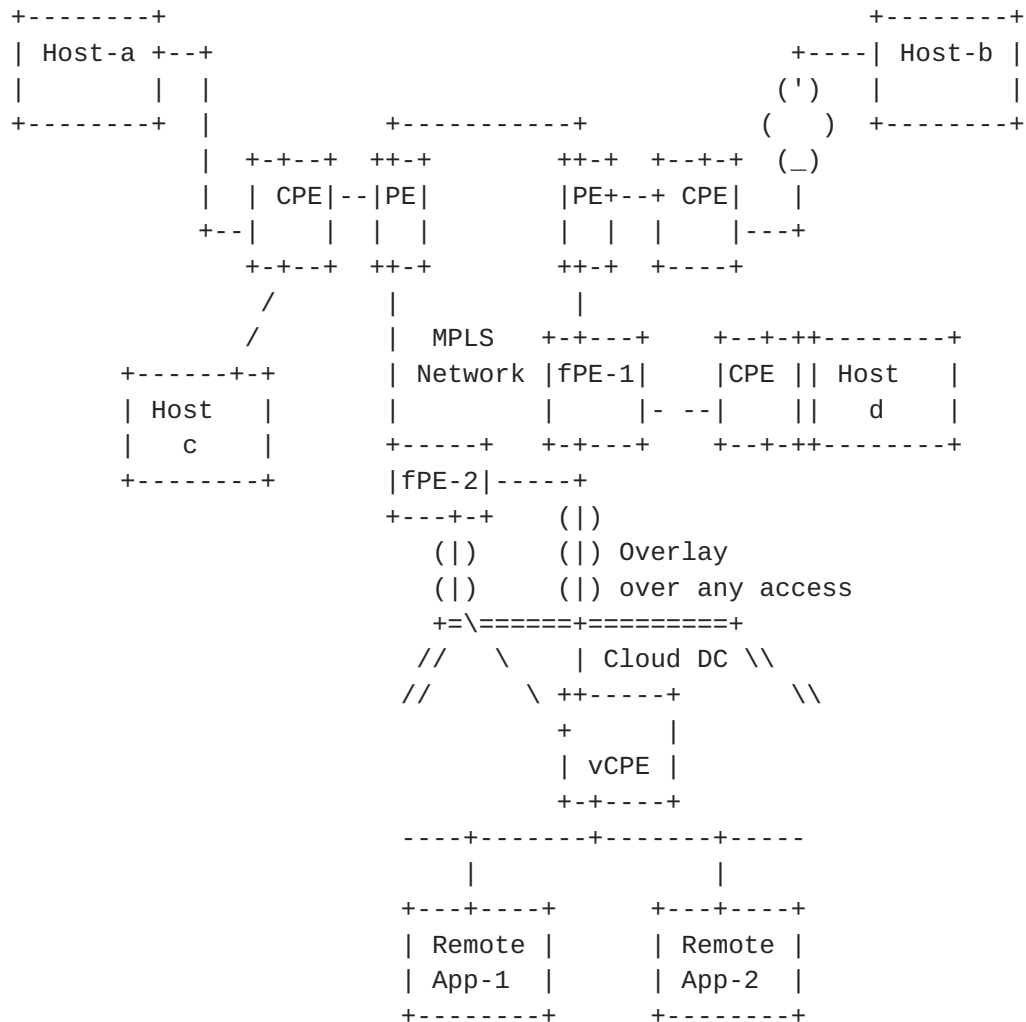 +--------+                                             +--------+
| Host-a +--+                                     +----| Host-b |
|        |  |                                    (')   |        |
+--------+  |           +-----------+           (   )  +--------+
            |  +-+--+  ++-+        ++-+  +--+-+  (_)
            |  | CPE|--|PE|        |PE+--+ CPE|   |
            +--|    |  |  |        |  |  |    |---+
               +-+--+  ++-+        ++-+  +----+
                /       |           |
               /        |  MPLS   +-+---+    +--+-++--------+
       +------+-+       | Network |fPE-1|    |CPE || Host   |
       | Host   |       |         |     |- --|    ||   d    |
       |   c    |       +-----+   +-+---+    +--+-++--------+
       +--------+       |fPE-2|-----+
                        +---+-+    (|)
                           (|)     (|) Overlay
                           (|)     (|) over any access
                           +=\======+=========+
                          //   \    | Cloud DC \\
                         //      \ ++-----+       \\
                                   +      |
                                   | vCPE |
                                   +-+----+
                         ----+-------+-------+-----
                             |               |
                         +---+----+      +---+----+
                         | Remote |      | Remote |
                         | App-1  |      | App-2  |
                         +--------+      +--------+